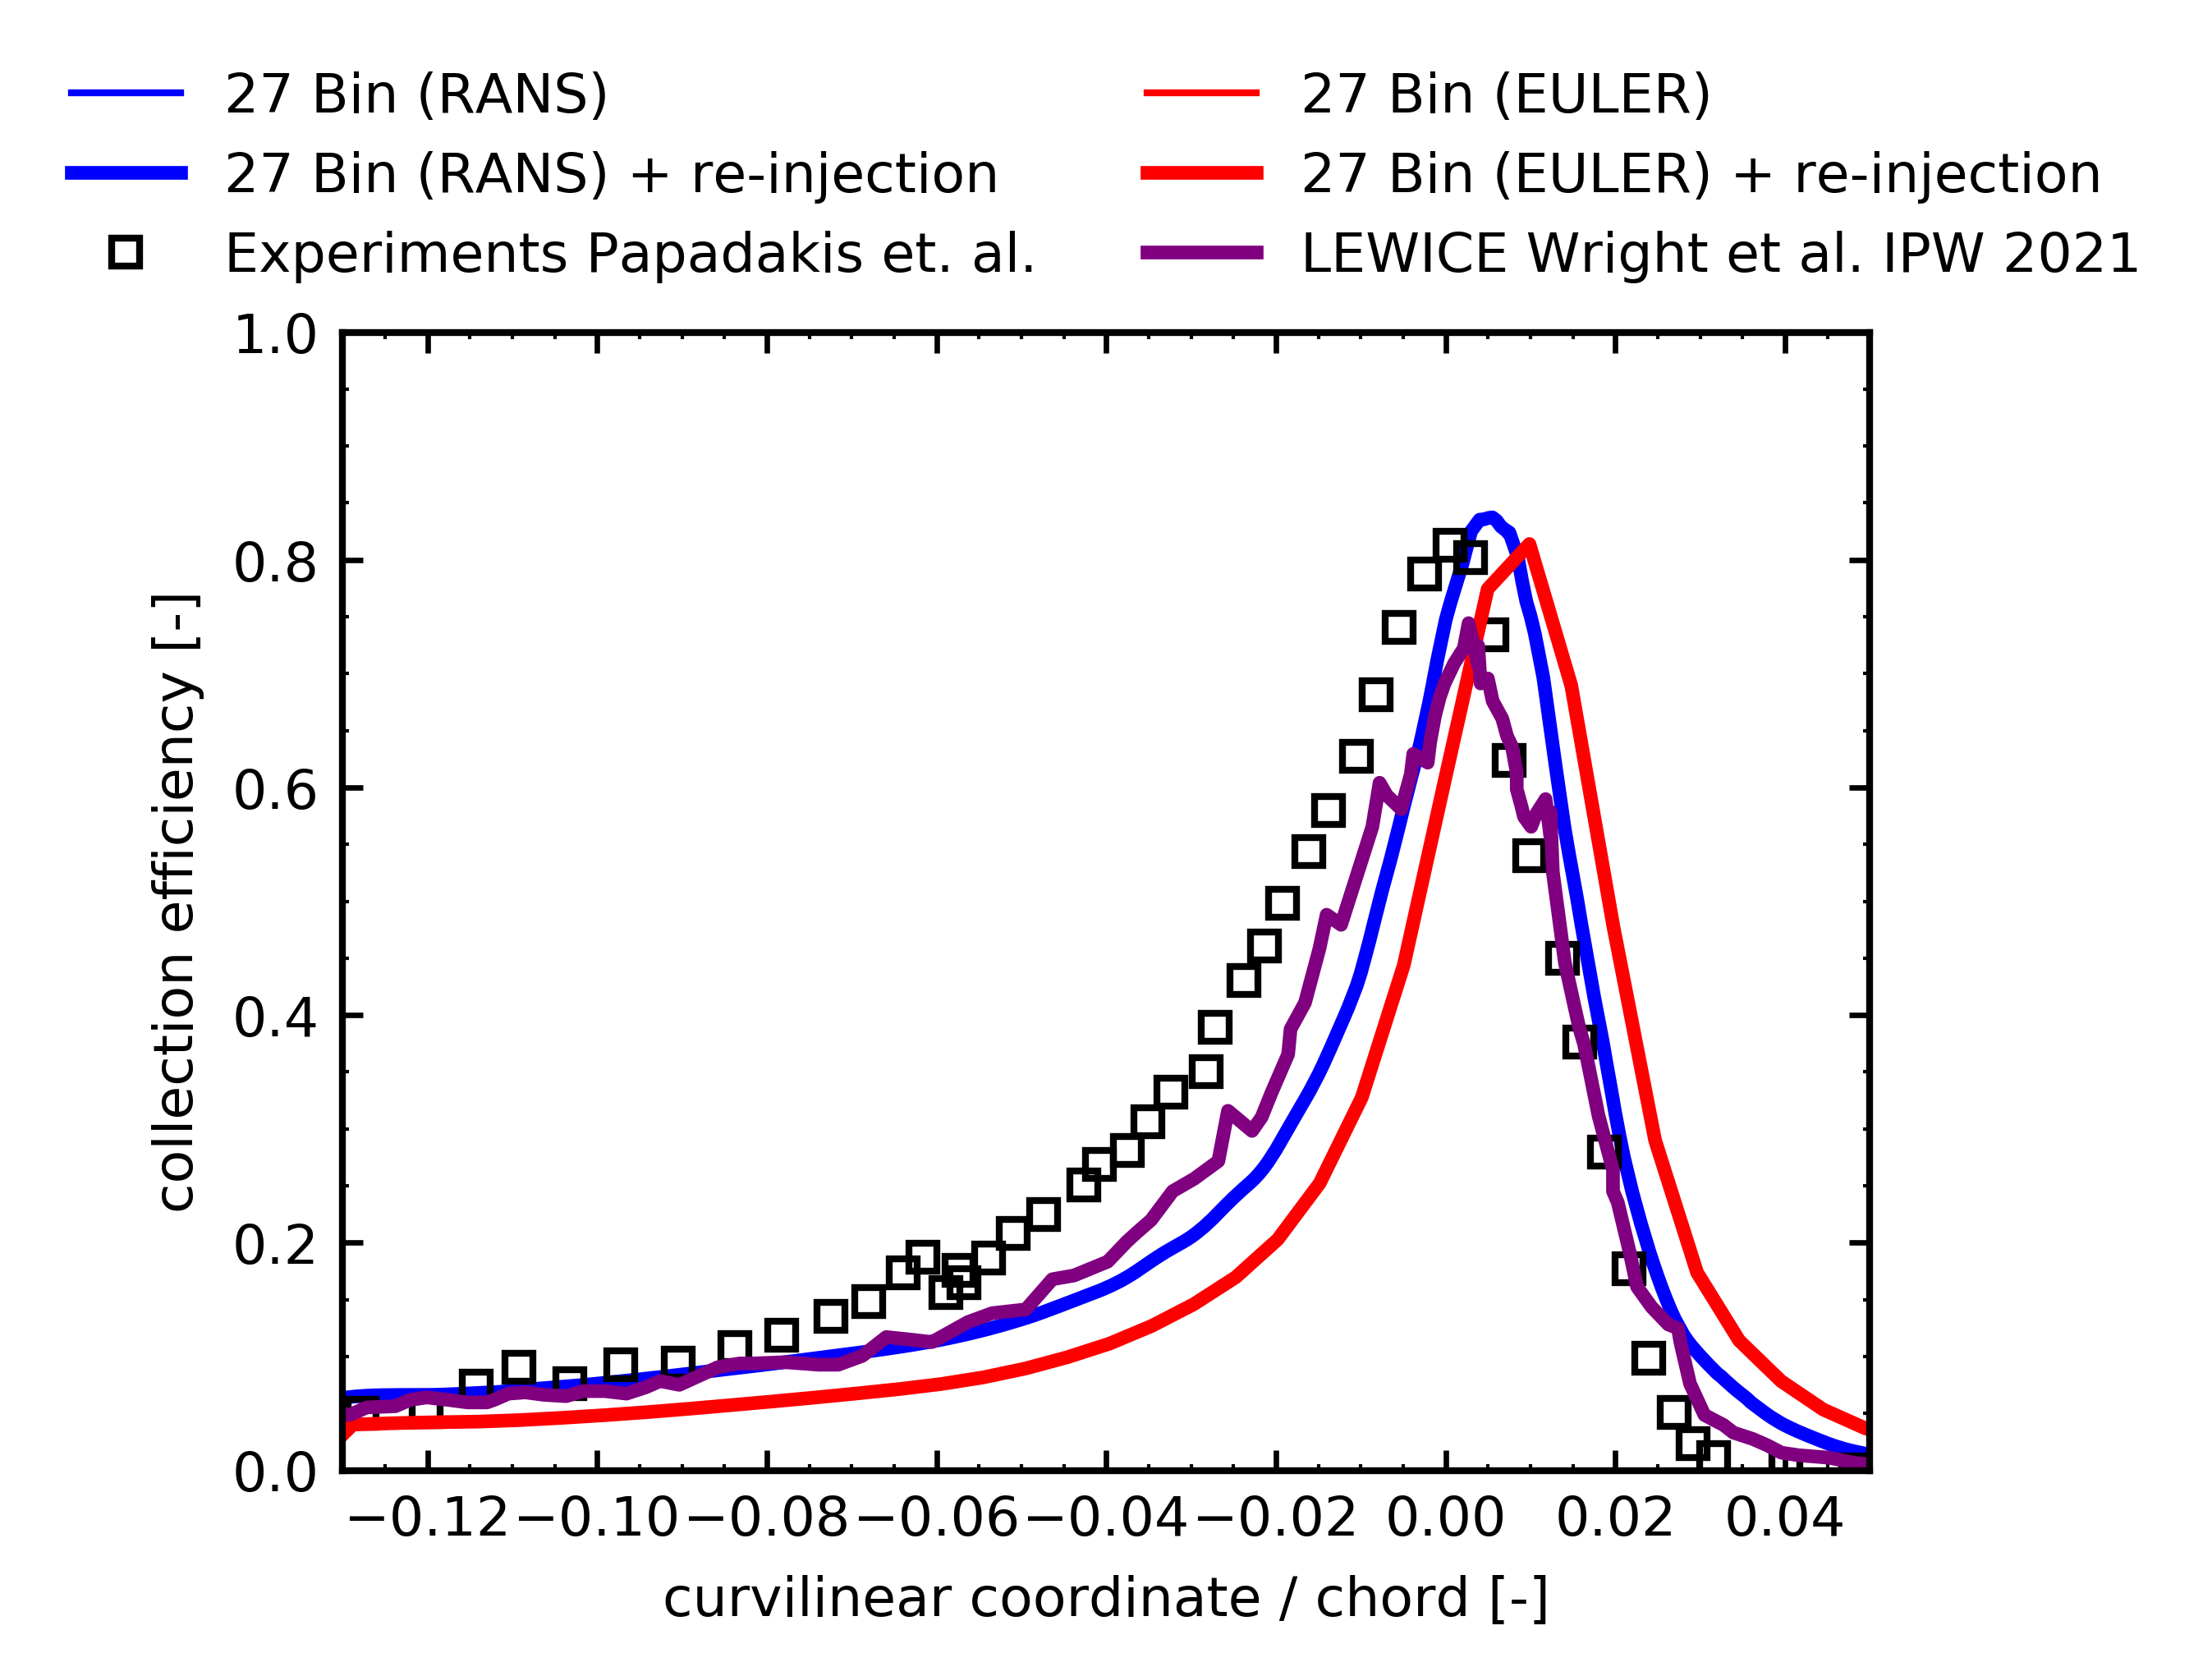 27 Bin (RANS)
27 Bin (EULER)
27 Bin (RANS) + re-injection
27 Bin (EULER) + re-injection
Experiments Papadakis et. al.
LEWICE Wright et al. IPW 2021
1.0
0.8
0.6
0.4
0.2
0.0
collection efficiency [-]
−0.12 −0.10 −0.08 −0.06 −0.04 −0.02 0.00 0.02 0.04
curvilinear coordinate / chord [-]